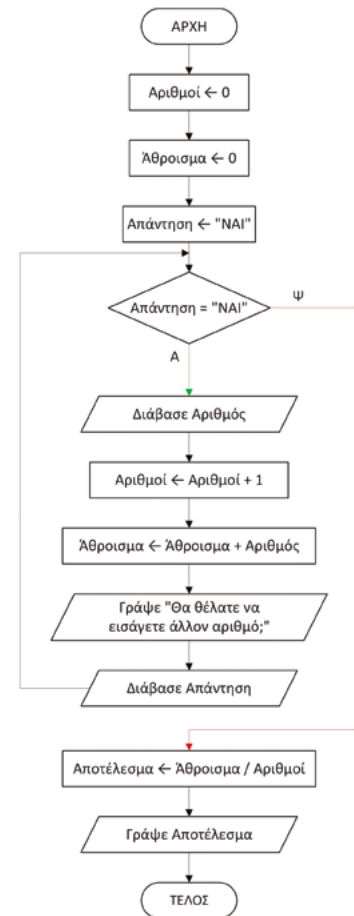 ΑΡΧΗ
Αριθμοί ← 0
Άθροισμα ← 0
Απάντηση ← "ΝΑΙ"
Απάντηση = "ΝΑΙ"
Ψ
Α
Διάβασε Αριθμός
Αριθμοί ← Αριθμοί + 1
Άθροισμα ← Άθροισμα + Αριθμός
Γράψε "Θα θέλατε να
εισάγετε άλλον αριθμό;"
Διάβασε Απάντηση
Αποτέλεσμα ← Άθροισμα / Αριθμοί
Γράψε Αποτέλεσμα
ΤΕΛΟΣ